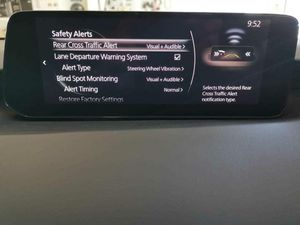 9:52
Safety Alerts
Rear Cross Traffic Alert Visual + Audible >
Lane Departure Warning System
Alert Type Steering Wheel Vibration >
Blind Spot Monitoring Visual + Audible >
Alert Timing Normal >
Restore Factory Settings
Select the desired Rear
Cross Traffic Alert
notification type.